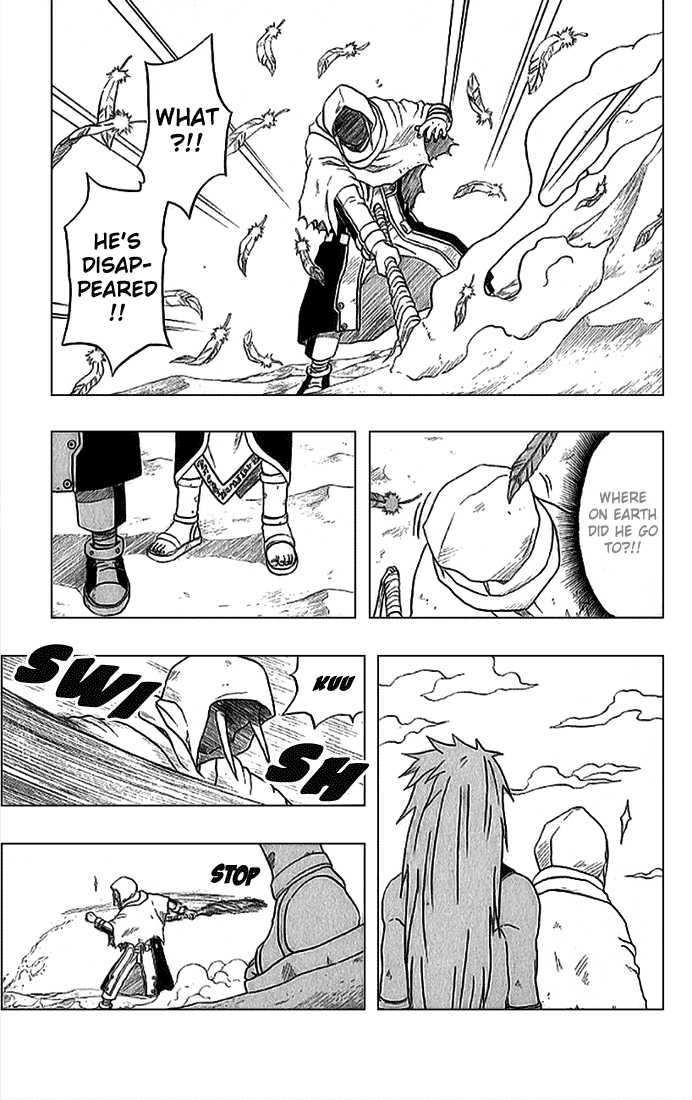 WHAT
?!!
HE'S
DISAP-
PEARED
!!
WHERE
ON EARTH
DID HE GO
TO?!!
SWI
SH
KUU
STOP